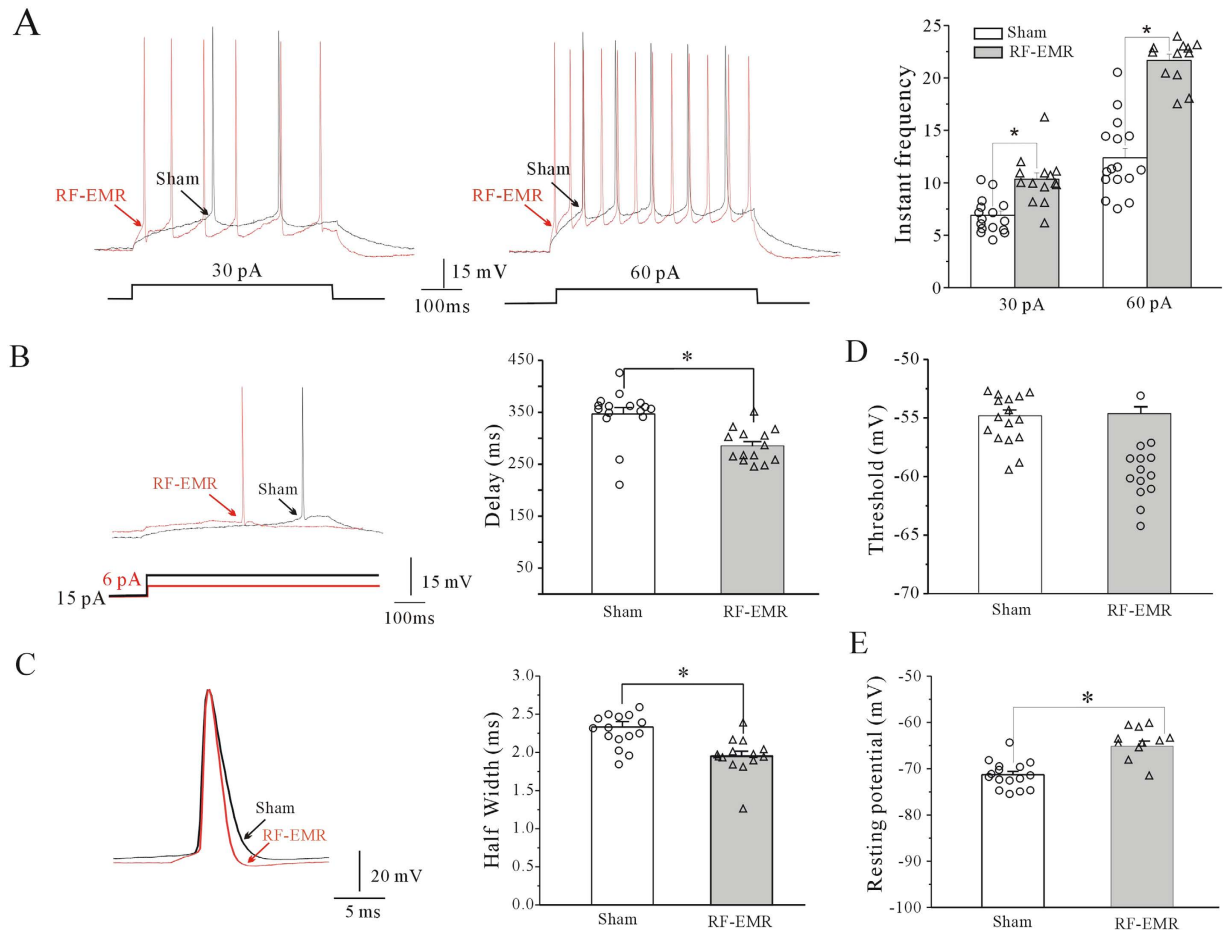 A
RF-EMR
Sham
30 pA
15 mV
100ms
RF-EMR
Sham
60 pA
Instant frequency
25
20
15
10
5
0
Sham
RF-EMR
*
*
30 pA
60 pA
B
RF-EMR
Sham
6 pA
15 pA
15 mV
100ms
Delay (ms)
450
350
250
150
50
*
Sham
RF-EMR
D
Threshold (mV)
-50
-55
-60
-65
-70
Sham
RF-EMR
C
Sham
RF-EMR
20 mV
5 ms
Half Width (ms)
3.0
2.5
2.0
1.5
1.0
0.5
0.0
*
Sham
RF-EMR
E
Resting potential (mV)
-50
-60
-70
-80
-90
-100
*
Sham
RF-EMR